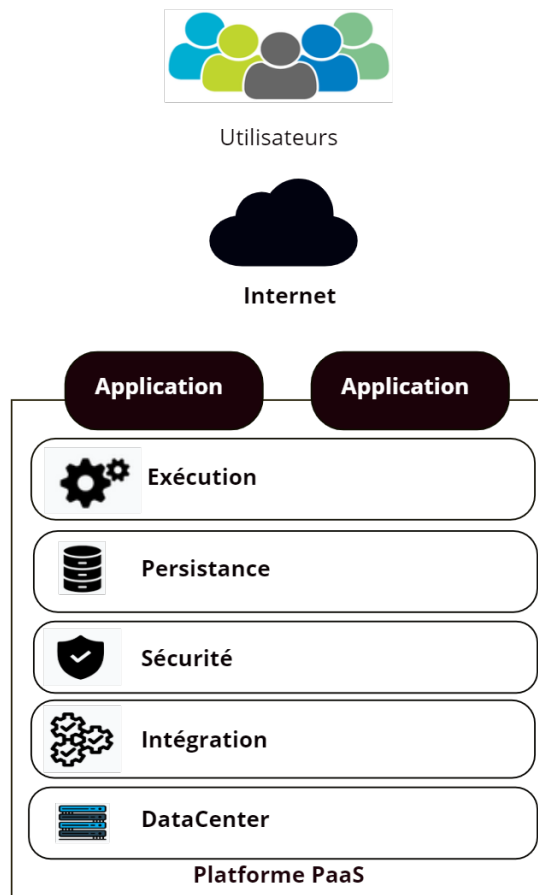 Utilisateurs
Internet
Application
Application
Exécution
Persistance
Sécurité
Intégration
DataCenter
Platforme PaaS